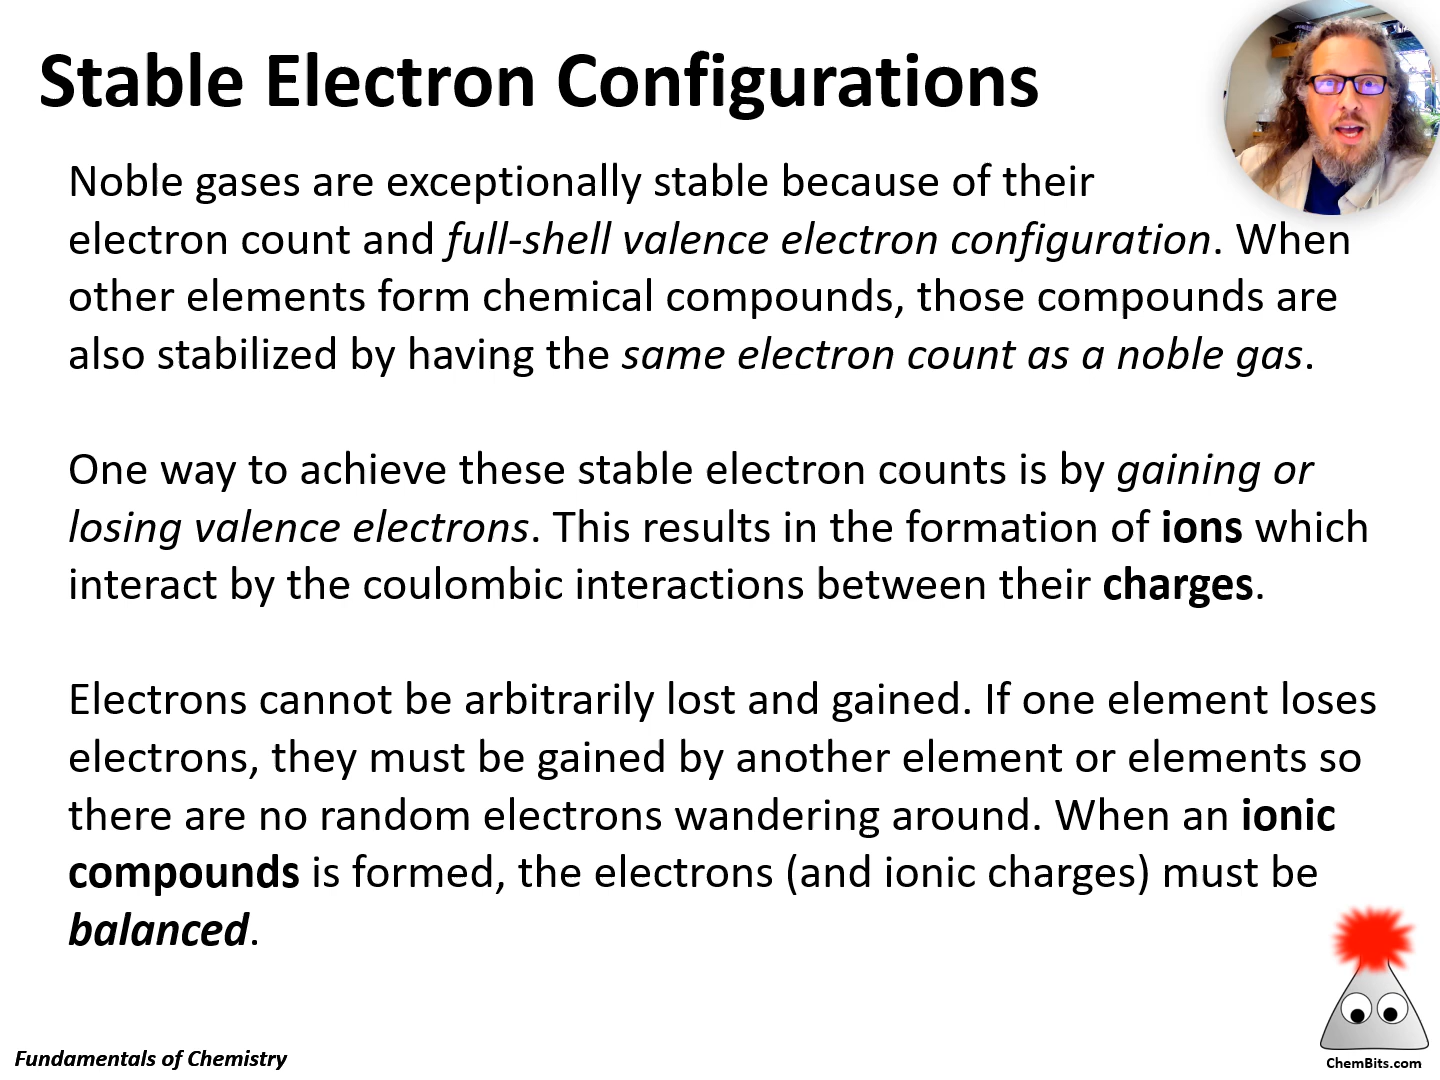 Stable Electron Configurations
Noble gases are exceptionally stable because of their
electron count and full-shell valence electron configuration. When
other elements form chemical compounds, those compounds are
also stabilized by having the same electron count as a noble gas.
One way to achieve these stable electron counts is by gaining or
losing valence electrons. This results in the formation of ions which
interact by the coulombic interactions between their charges.
Electrons cannot be arbitrarily lost and gained. If one element loses
electrons, they must be gained by another element or elements so
there are no random electrons wandering around. When an ionic
compounds is formed, the electrons (and ionic charges) must be
balanced.
Fundamentals of Chemistry
ChemBits.com